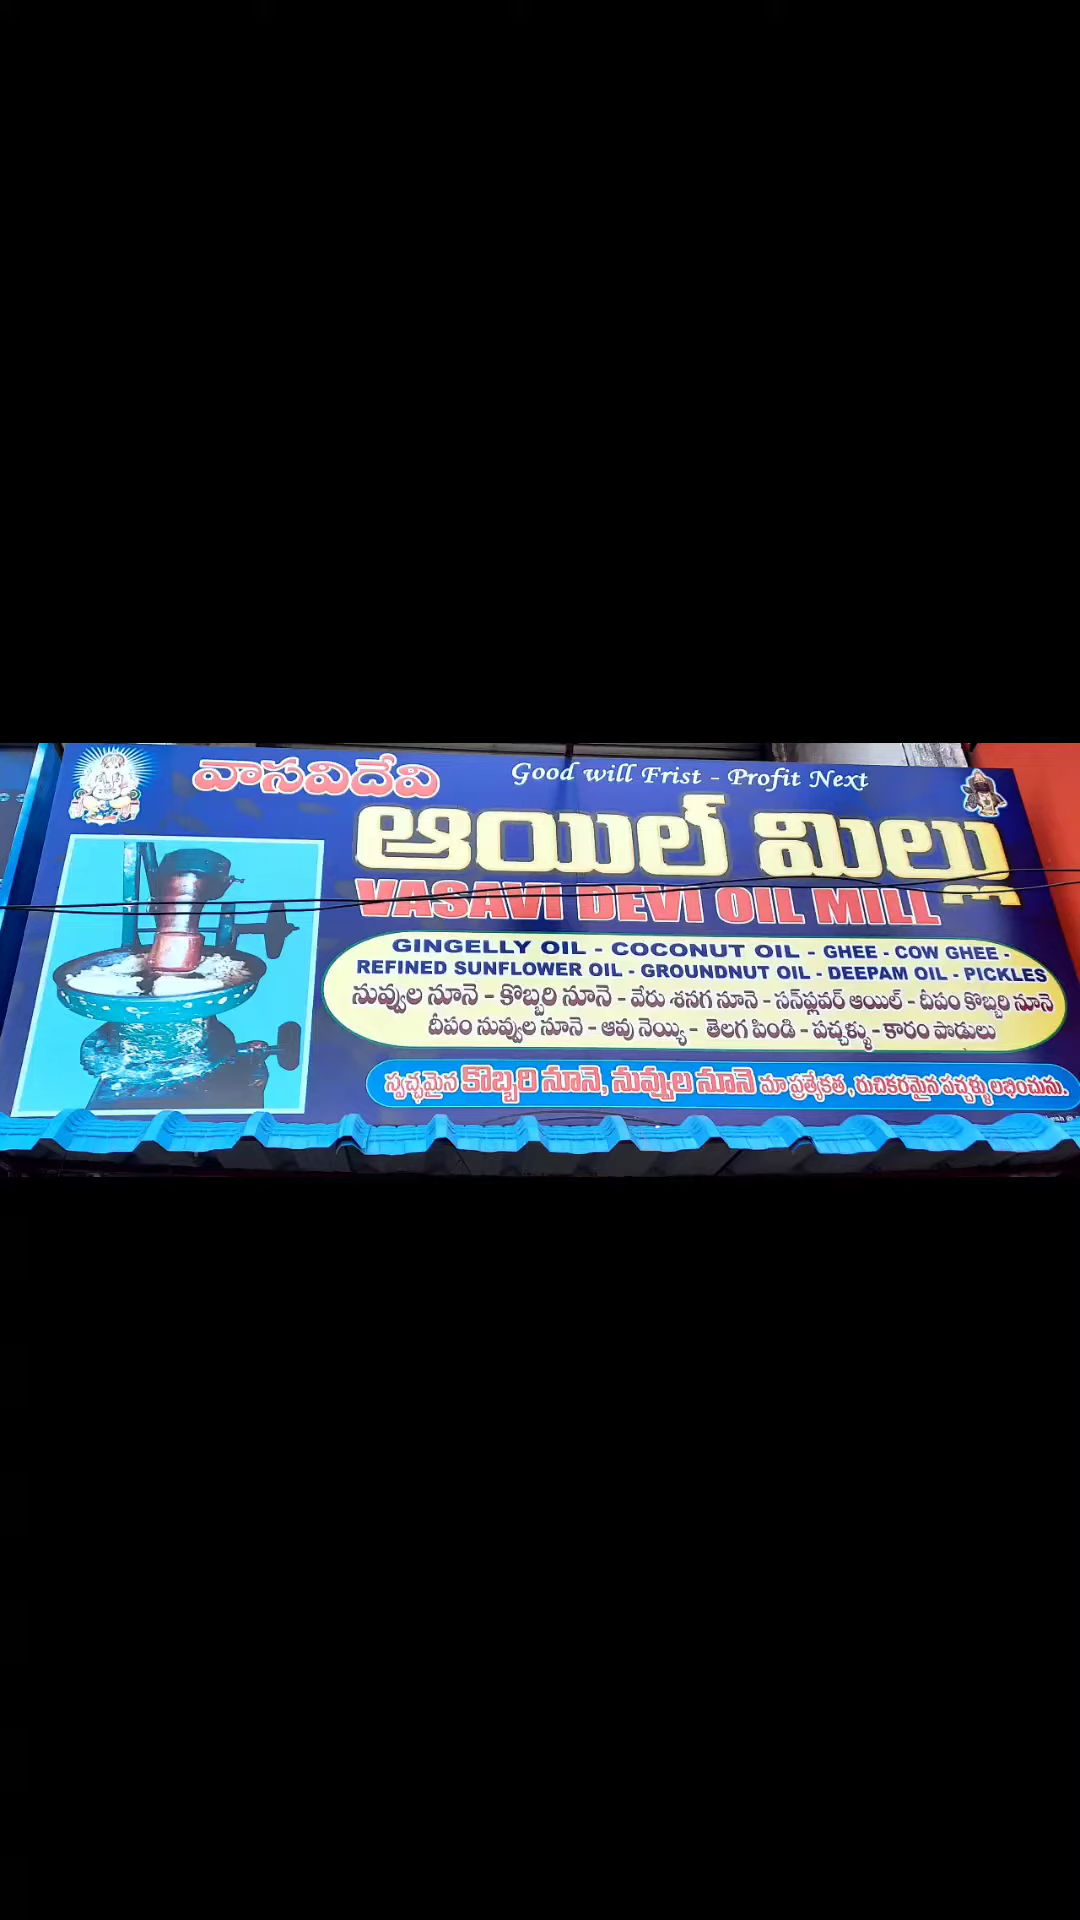 వాసవిదేవి
Good will Frist - Profit Next
ఆయిల్ మిల్లు
VASAVI DEVI OIL MILL
GINGELLY OIL - COCONUT OIL - GHEE - COW GHEE -
REFINED SUNFLOWER OIL - GROUNDNUT OIL - DEEPAM OIL - PICKLES
నువ్వుల నూనె - కొబ్బరి నూనె - వేరు శనగ నూనె - సన్‌ఫ్లవర్ ఆయిల్ - దీపం కొబ్బరి నూనె
దీపం నువ్వుల నూనె - ఆవు నెయ్యి - తెలగ పిండి - పచ్చళ్ళు - కారం పొడులు
స్వచ్ఛమైన కొబ్బరి నూనె, నువ్వుల నూనె మా ప్రత్యేకత, రుచికరమైన పచ్చళ్ళు లభించును.